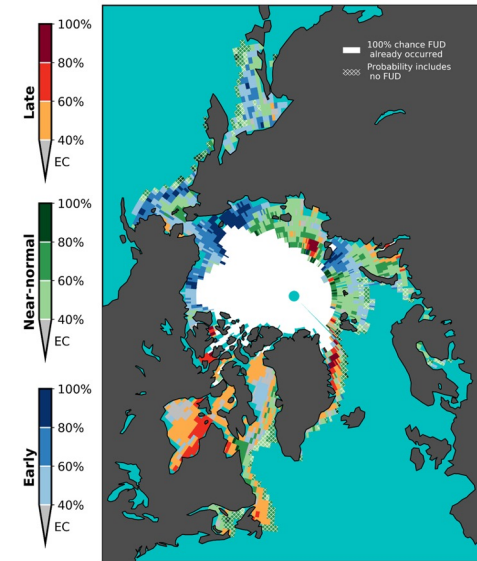 100%
80%
60%
40%
EC
Late
100%
80%
60%
40%
EC
Near-normal
100%
80%
60%
40%
EC
Early
100% chance FUD
already occurred
Probability includes
no FUD